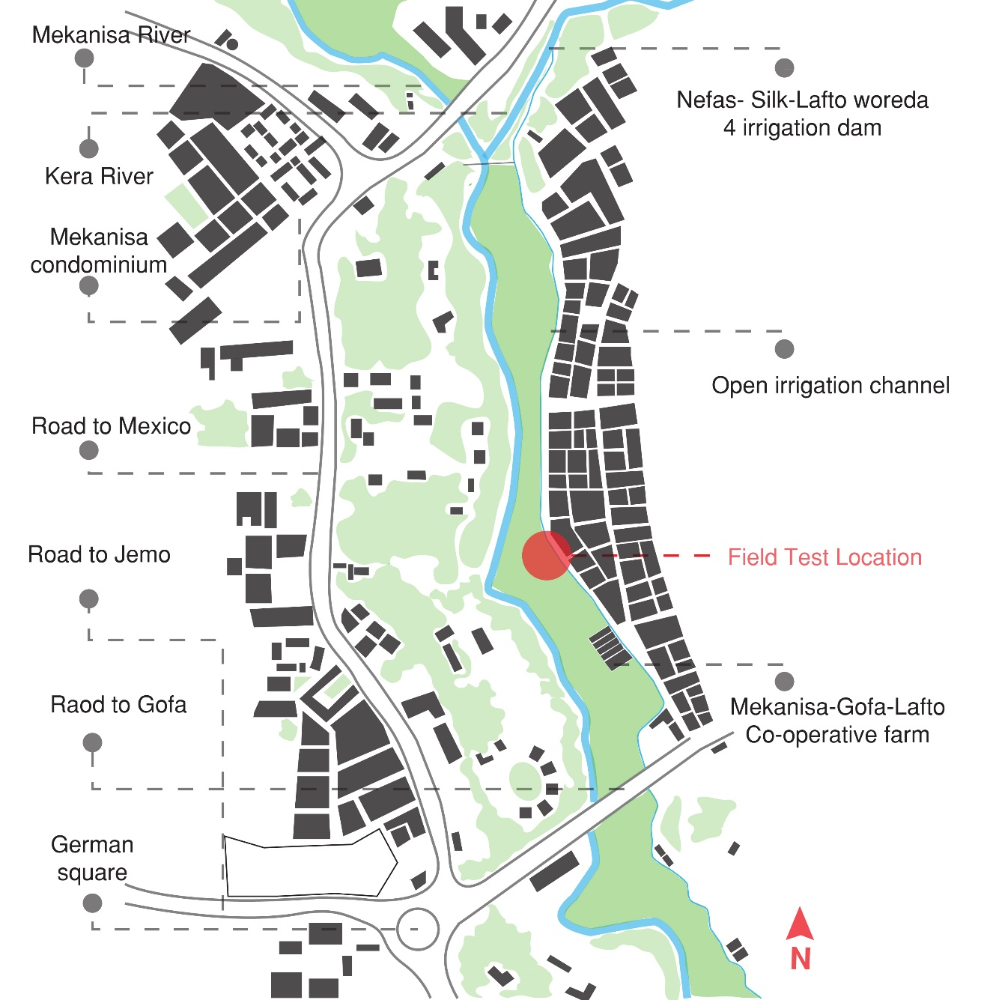 Mekanisa River
Kera River
Mekanisa
condominium
Road to Mexico
Road to Jemo
Raod to Gofa
German
square
Nefas- Silk-Lafto woreda
4 irrigation dam
Open irrigation channel
Field Test Location
Mekanisa-Gofa-Lafto
Co-operative farm
N